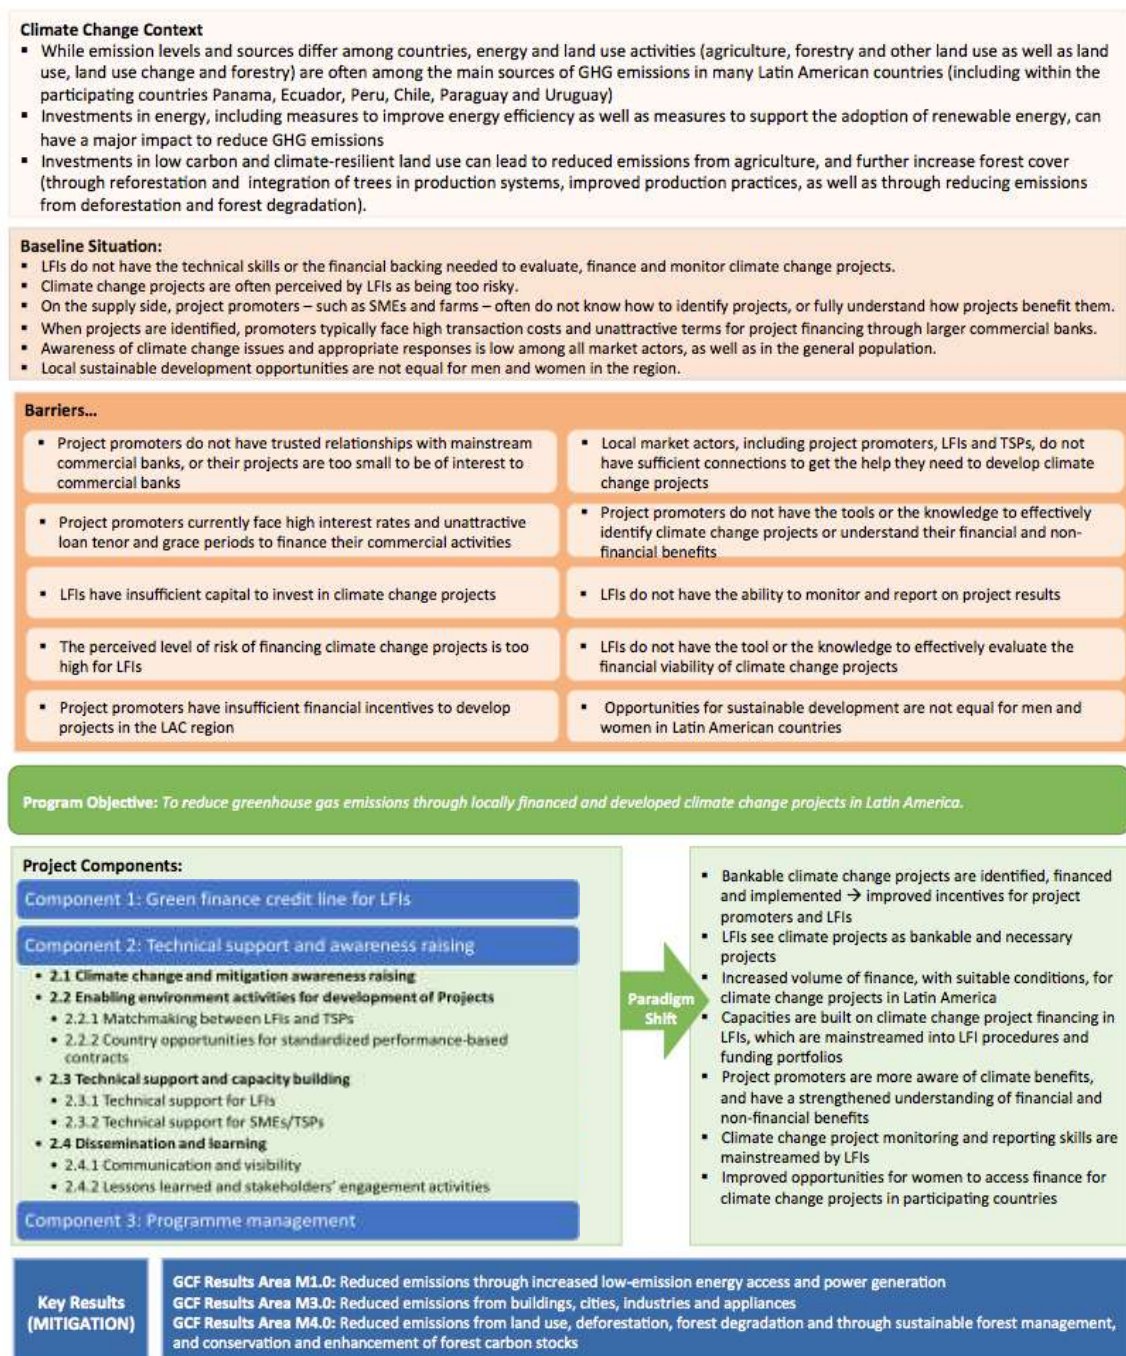 Climate Change Context
▪ While emission levels and sources differ among countries, energy and land use activities (agriculture, forestry and other land use as well as land
use, land use change and forestry) are often among the main sources of GHG emissions in many Latin American countries (including within the
participating countries Panama, Ecuador, Peru, Chile, Paraguay and Uruguay)
▪ Investments in energy, including measures to improve energy efficiency as well as measures to support the adoption of renewable energy, can
have a major impact to reduce GHG emissions
▪ Investments in low carbon and climate-resilient land use can lead to reduced emissions from agriculture, and further increase forest cover
(through reforestation and integration of trees in production systems, improved production practices, as well as through reducing emissions
from deforestation and forest degradation).
Baseline Situation:
▪ LFIs do not have the technical skills or the financial backing needed to evaluate, finance and monitor climate change projects.
▪ Climate change projects are often perceived by LFIs as being too risky.
▪ On the supply side, project promoters – such as SMEs and farms – often do not know how to identify projects, or fully understand how projects benefit them.
▪ When projects are identified, promoters typically face high transaction costs and unattractive terms for project financing through larger commercial banks.
▪ Awareness of climate change issues and appropriate responses is low among all market actors, as well as in the general population.
▪ Local sustainable development opportunities are not equal for men and women in the region.
Barriers...
▪ Project promoters do not have trusted relationships with mainstream
commercial banks, or their projects are too small to be of interest to
commercial banks
▪ Local market actors, including project promoters, LFIs and TSPs, do not
have sufficient connections to get the help they need to develop climate
change projects
▪ Project promoters currently face high interest rates and unattractive
loan tenor and grace periods to finance their commercial activities
▪ Project promoters do not have the tools or the knowledge to effectively
identify climate change projects or understand their financial and non-
financial benefits
▪ LFIs have insufficient capital to invest in climate change projects
▪ LFIs do not have the ability to monitor and report on project results
▪ The perceived level of risk of financing climate change projects is too
high for LFIs
▪ LFIs do not have the tool or the knowledge to effectively evaluate the
financial viability of climate change projects
▪ Project promoters have insufficient financial incentives to develop
projects in the LAC region
▪ Opportunities for sustainable development are not equal for men and
women in Latin American countries
Program Objective: To reduce greenhouse gas emissions through locally financed and developed climate change projects in Latin America.
Project Components:
Component 1: Green finance credit line for LFIs
Component 2: Technical support and awareness raising
• 2.1 Climate change and mitigation awareness raising
• 2.2 Enabling environment activities for development of Projects
• 2.2.1 Matchmaking between LFIs and TSPs
• 2.2.2 Country opportunities for standardized performance-based
contracts
• 2.3 Technical support and capacity building
• 2.3.1 Technical support for LFIs
• 2.3.2 Technical support for SMEs/TSPs
• 2.4 Dissemination and learning
• 2.4.1 Communication and visibility
• 2.4.2 Lessons learned and stakeholders' engagement activities
Component 3: Programme management
Paradigm
Shift
▪ Bankable climate change projects are identified, financed
and implemented → improved incentives for project
promoters and LFIs
▪ LFIs see climate projects as bankable and necessary
projects
▪ Increased volume of finance, with suitable conditions, for
climate change projects in Latin America
▪ Capacities are built on climate change project financing in
LFIs, which are mainstreamed into LFI procedures and
funding portfolios
▪ Project promoters are more aware of climate benefits,
and have a strengthened understanding of financial and
non-financial benefits
▪ Climate change project monitoring and reporting skills are
mainstreamed by LFIs
▪ Improved opportunities for women to access finance for
climate change projects in participating countries
Key Results
(MITIGATION)
GCF Results Area M1.0: Reduced emissions through increased low-emission energy access and power generation
GCF Results Area M3.0: Reduced emissions from buildings, cities, industries and appliances
GCF Results Area M4.0: Reduced emissions from land use, deforestation, forest degradation and through sustainable forest management,
and conservation and enhancement of forest carbon stocks